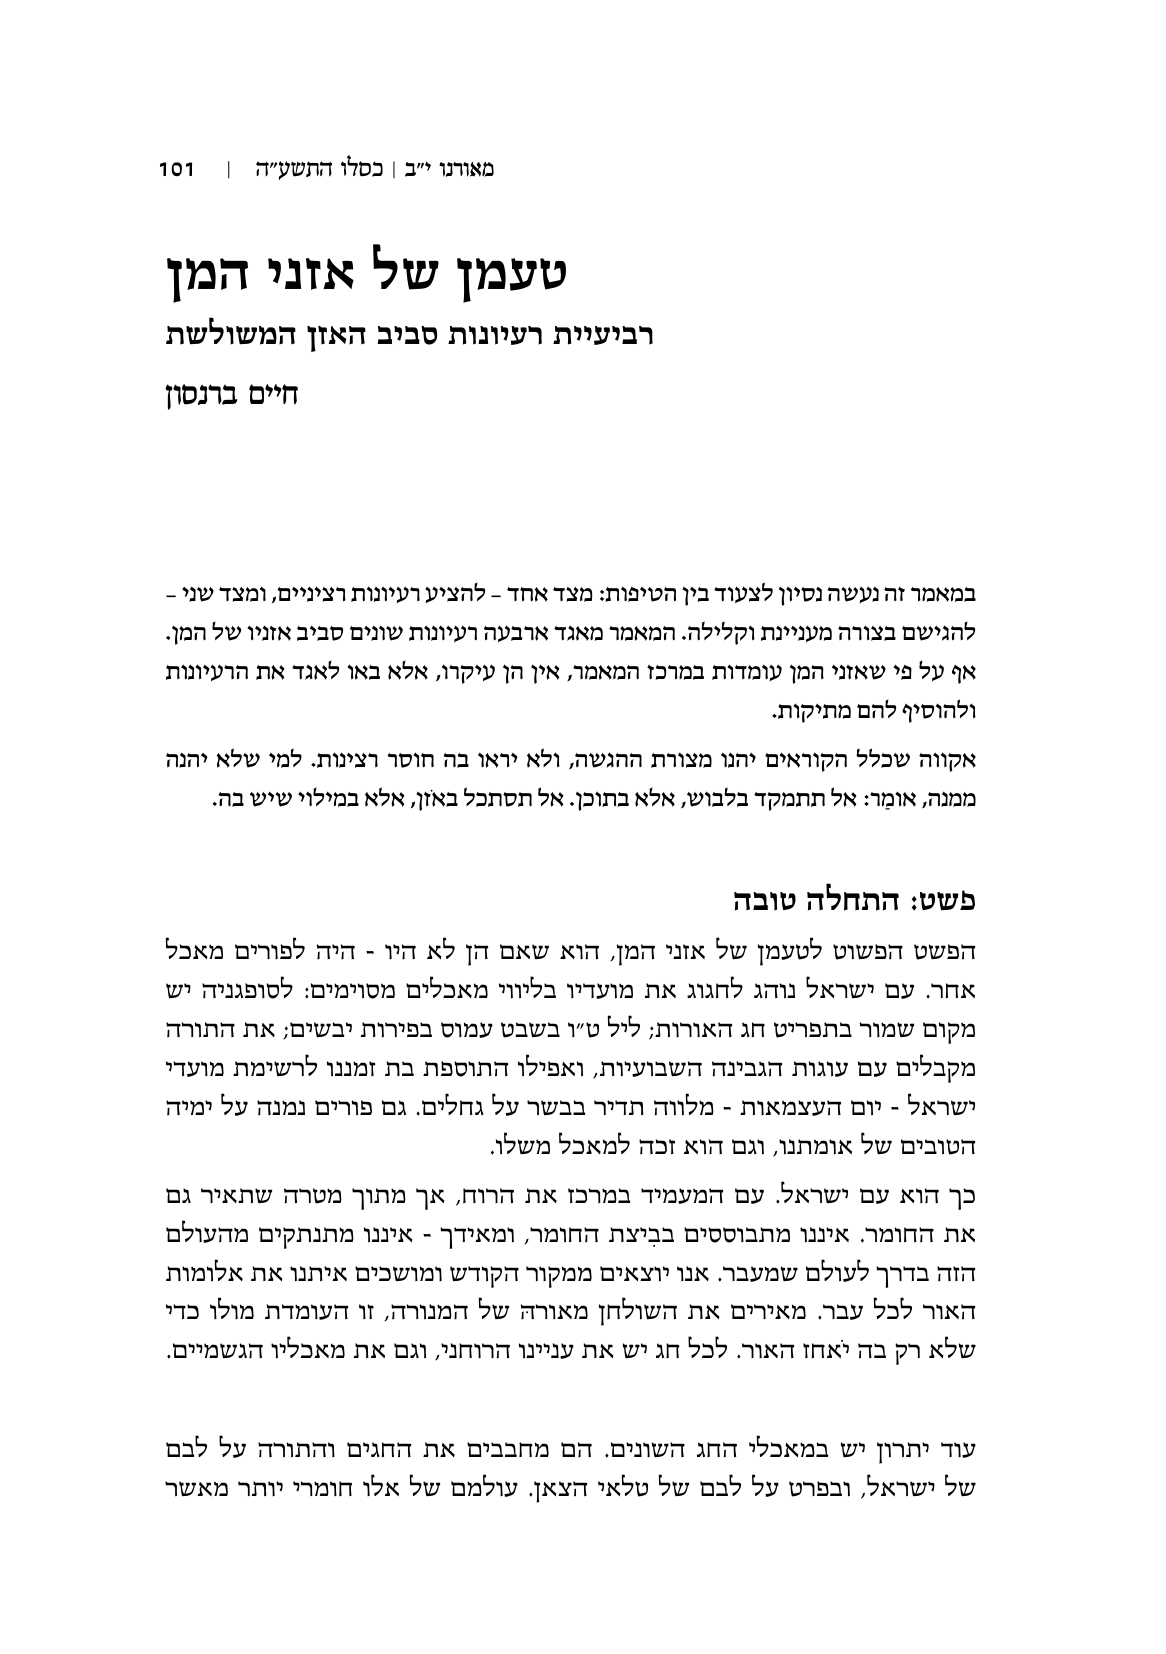 מאורנו י״ב | כסלו התשע״ה | 101
טעמן של אזני המן
רביעיית רעיונות סביב האזן המשולשת
חיים ברנסון
במאמר זה נעשה נסיון לצעוד בין הטיפות: מצד אחד – להציע רעיונות רציניים, ומצד שני –
להגישם בצורה מעניינת וקלילה. המאמר מאגד ארבעה רעיונות שונים סביב אזניו של המן.
אף על פי שאזני המן עומדות במרכז המאמר, אין הן עיקרו, אלא באו לאגד את הרעיונות
ולהוסיף להם מתיקות.
אקווה שכלל הקוראים יהנו מצורת ההגשה, ולא יראו בה חוסר רצינות. למי שלא יהנה
ממנה, אומַר: אל תתמקד בלבוש, אלא בתוכן. אל תסתכל באֹזן, אלא במילוי שיש בה.
פשט: התחלה טובה
הפשט הפשוט לטעמן של אזני המן, הוא שאם הן לא היו - היה לפורים מאכל
אחר. עם ישראל נוהג לחגוג את מועדיו בליווי מאכלים מסוימים: לסופגניה יש
מקום שמור בתפריט חג האורות; ליל ט״ו בשבט עמוס בפירות יבשים; את התורה
מקבלים עם עוגות הגבינה השבועיות, ואפילו התוספת בת זמננו לרשימת מועדי
ישראל - יום העצמאות - מלווה תדיר בבשר על גחלים. גם פורים נמנה על ימיה
הטובים של אומתנו, וגם הוא זכה למאכל משלו.
כך הוא עם ישראל. עם המעמיד במרכז את הרוח, אך מתוך מטרה שתאיר גם
את החומר. איננו מתבוססים בבִיצת החומר, ומאידך - איננו מתנתקים מהעולם
הזה בדרך לעולם שמעבר. אנו יוצאים ממקור הקודש ומושכים איתנו את אלומות
האור לכל עבר. מאירים את השולחן מאורהּ של המנורה, זו העומדת מולו כדי
שלא רק בה יֹאחז האור. לכל חג יש את עניינו הרוחני, וגם את מאכליו הגשמיים.
עוד יתרון יש במאכלי החג השונים. הם מחבבים את החגים והתורה על לבם
של ישראל, ובפרט על לבם של טלאי הצאן. עולמם של אלו חומרי יותר מאשר